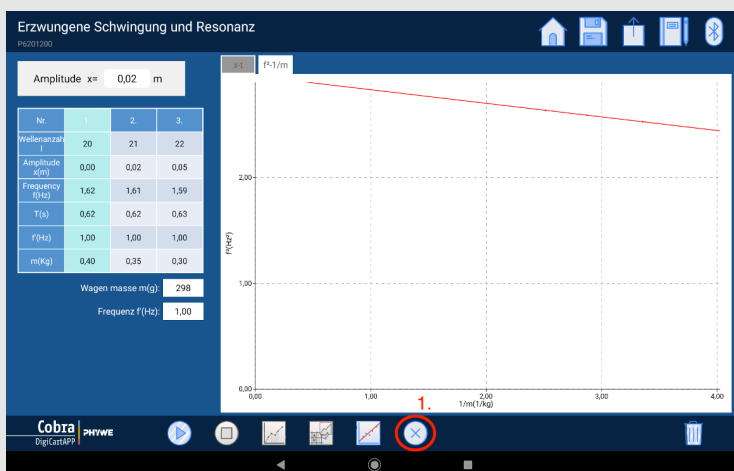 Erzwungene Schwingung und Resonanz
P6201200
Amplitude x= 0,02 m
x-t f²-1/m
Nr. 1. 2. 3.
Wellenanzahl 20 21 22
Amplitude x(m) 0,00 0,02 0,05
Frequency f(Hz) 1,62 1,61 1,59
T(s) 0,62 0,62 0,63
f'(Hz) 1,00 1,00 1,00
m(Kg) 0,40 0,35 0,30
Wagen masse m(g): 298
Frequenz f'(Hz): 1,00
2,00
f²(Hz²)
1,00
0,00
0,00 1,00 2,00 3,00 4,00
1/m(1/kg)
1.
Cobra PHYWE
DigiCartAPP